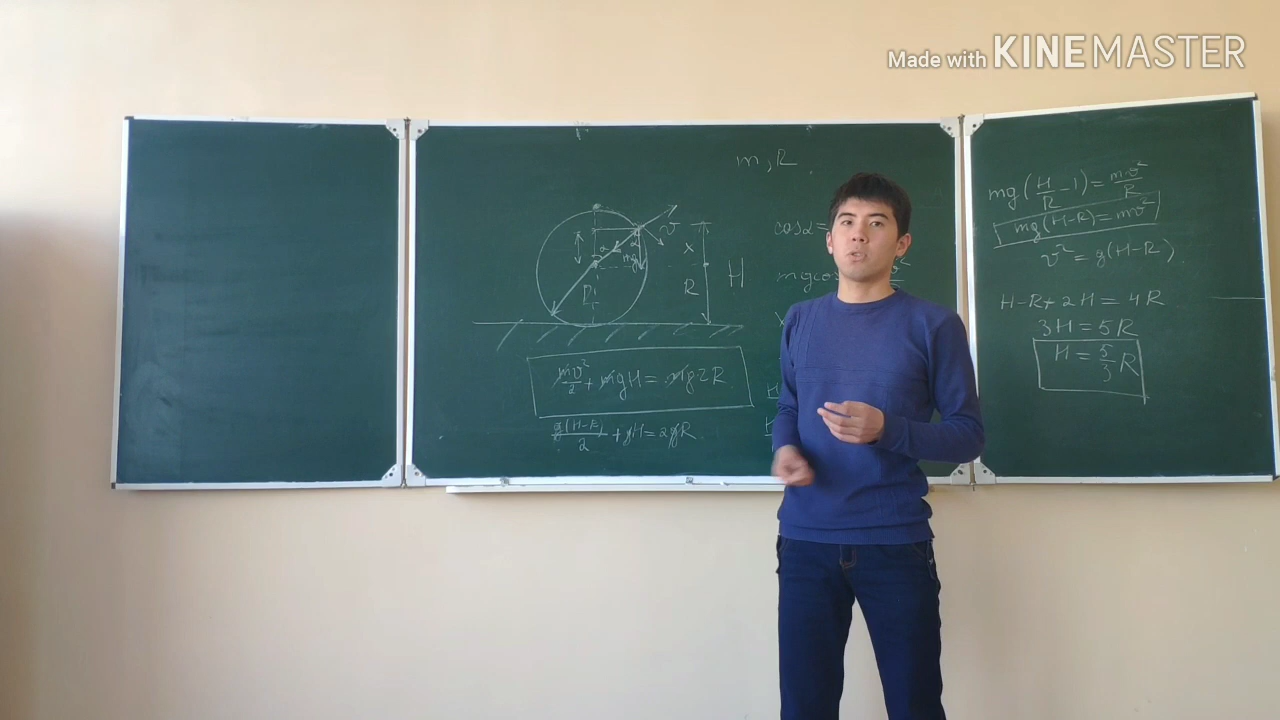 Made with KINEMASTER
m, R
cosα =
mgcos
H
x
R
v
mg
mv²/2 + mgH = mg2R
g(H-R)/2 + gH = 2gR
mg(H/R - 1) = mv²/R
mg(H-R) = mv²
v² = g(H-R).
H-R+2H = 4R
3H = 5R
H = 5/3 R